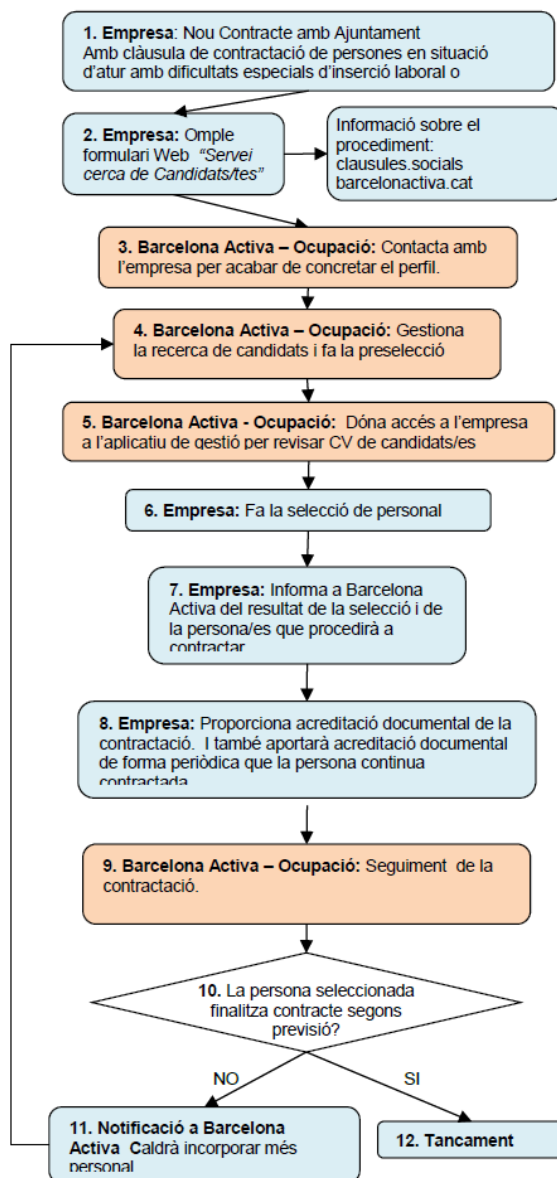 1. Empresa: Nou Contracte amb Ajuntament
Amb clàusula de contractació de persones en situació
d'atur amb dificultats especials d'inserció laboral o
2. Empresa: Omple
formulari Web "Servei
cerca de Candidats/tes"
Informació sobre el
procediment:
clausules.socials
barcelonactiva.cat
3. Barcelona Activa – Ocupació: Contacta amb
l'empresa per acabar de concretar el perfil.
4. Barcelona Activa – Ocupació: Gestiona
la recerca de candidats i fa la preselecció
5. Barcelona Activa - Ocupació: Dóna accés a l'empresa
a l'aplicatiu de gestió per revisar CV de candidats/es
6. Empresa: Fa la selecció de personal
7. Empresa: Informa a Barcelona
Activa del resultat de la selecció i de
la persona/es que procedirà a
contractar
8. Empresa: Proporciona acreditació documental de la
contractació. I també aportarà acreditació documental
de forma periòdica que la persona continua
contractada
9. Barcelona Activa – Ocupació: Seguiment de la
contractació.
10. La persona seleccionada
finalitza contracte segons
previsió?
NO
SI
11. Notificació a Barcelona
Activa Caldrà incorporar més
personal
12. Tancament